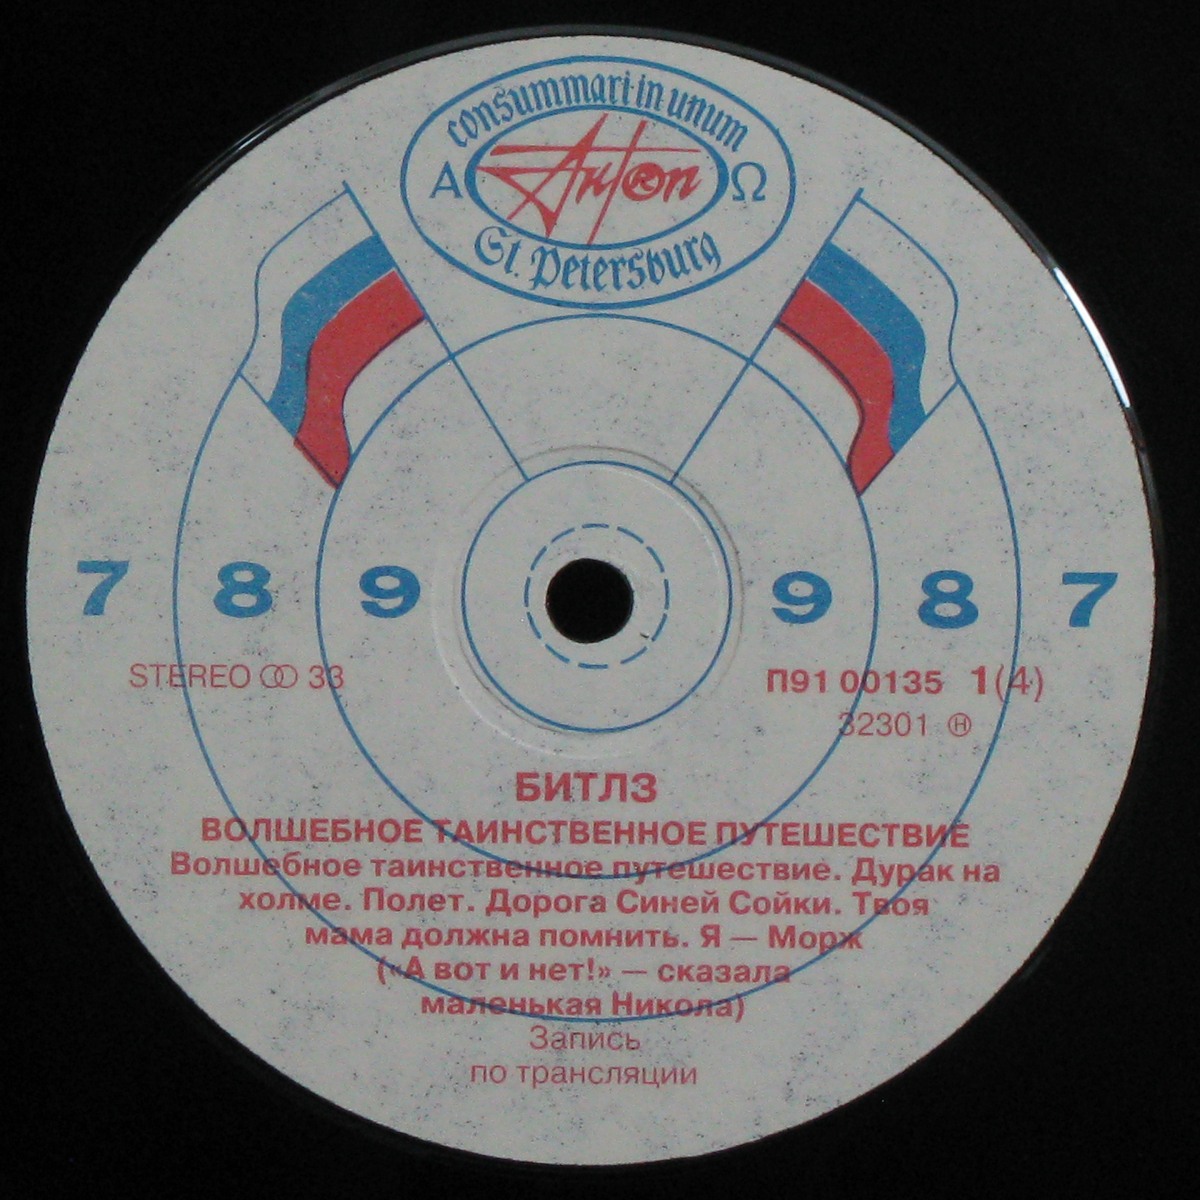 consummari in unum
Α Ant®op Ω
St. Petersburg
7 8 9 9 8 7
STEREO 33 П91 00135 1(4)
32301 Ⓗ
БИТЛЗ
ВОЛШЕБНОЕ ТАИНСТВЕННОЕ ПУТЕШЕСТВИЕ
Волшебное таинственное путешествие. Дурак на
холме. Полет. Дорога Синей Сойки. Твоя
мама должна помнить. Я — Морж
(«А вот и нет!» — сказала
маленькая Никола)
Запись
по трансляции